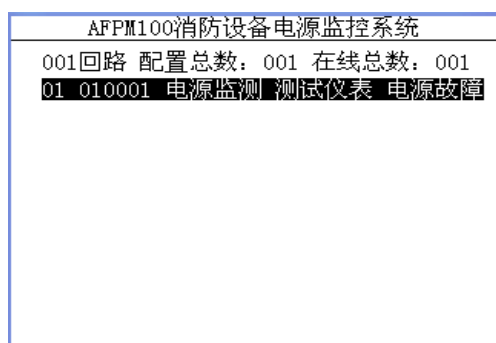 AFPM100消防设备电源监控系统
001回路 配置总数: 001 在线总数: 001
01 010001 电源监测 测试仪表 电源故障